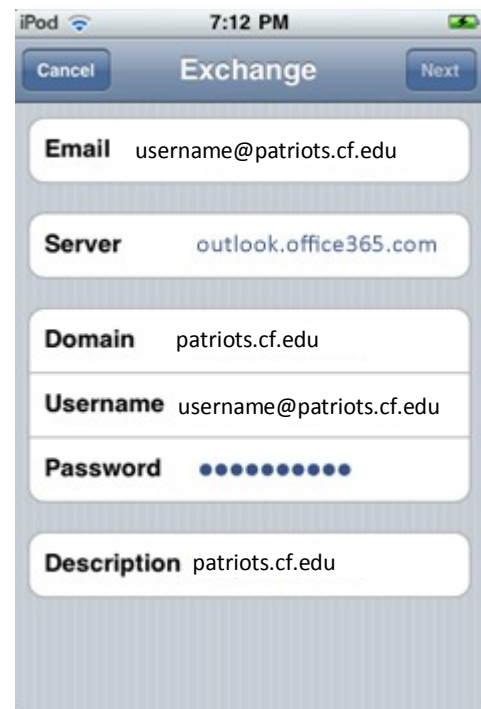 iPod 7:12 PM
Cancel Exchange Next
Email username@patriots.cf.edu
Server outlook.office365.com
Domain patriots.cf.edu
Username username@patriots.cf.edu
Password ●●●●●●●●●●
Description patriots.cf.edu